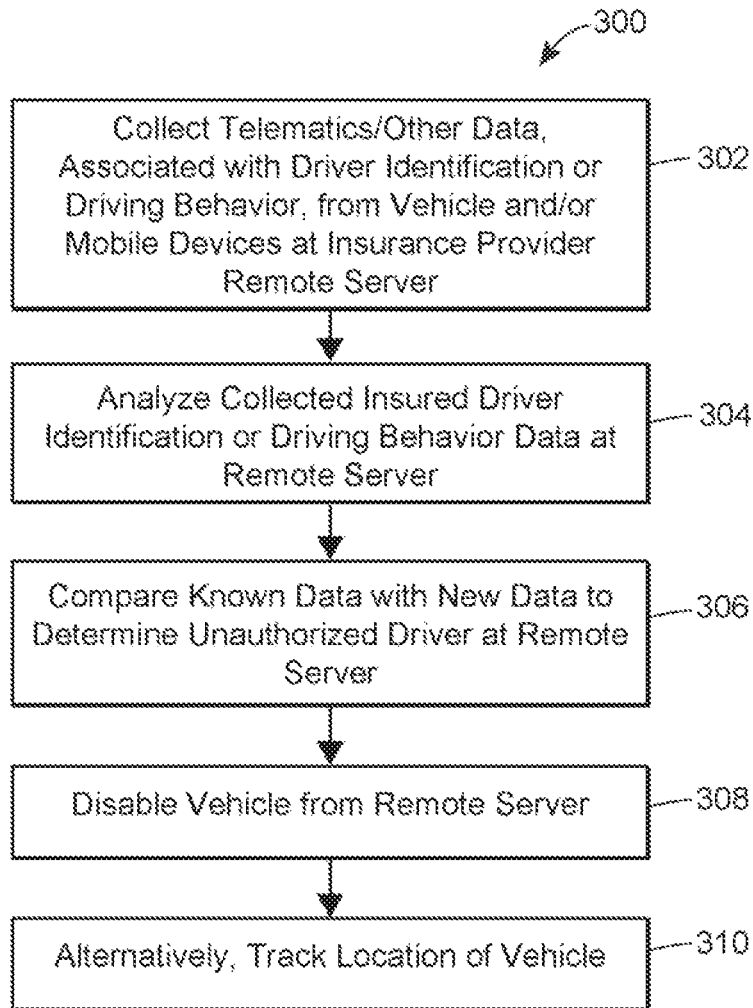 300
Collect Telematics/Other Data,
Associated with Driver Identification or
Driving Behavior, from Vehicle and/or
Mobile Devices at Insurance Provider
Remote Server
302
Analyze Collected Insured Driver
Identification or Driving Behavior Data at
Remote Server
304
Compare Known Data with New Data to
Determine Unauthorized Driver at Remote
Server
306
Disable Vehicle from Remote Server
308
Alternatively, Track Location of Vehicle
310